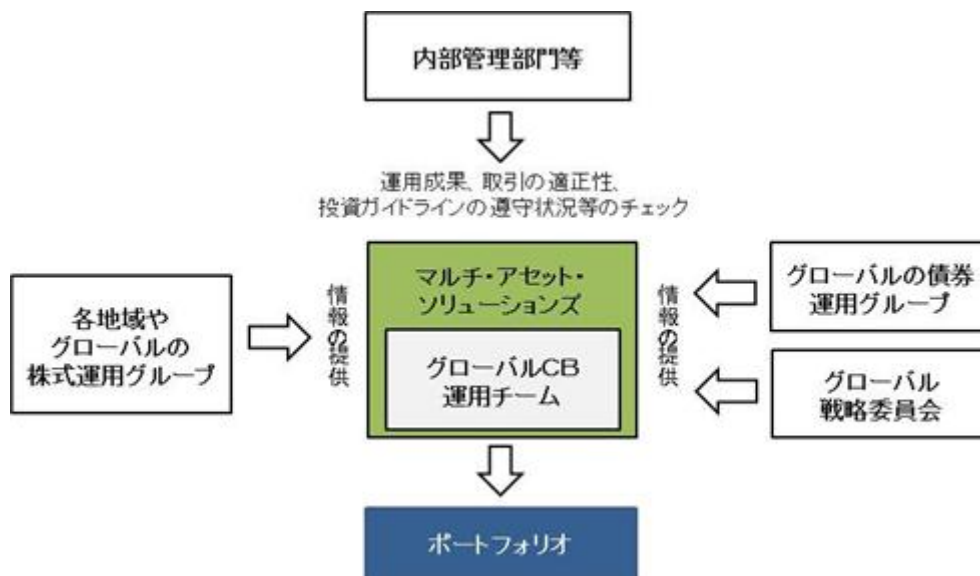 内部管理部門等
運用成果、取引の適正性、
投資ガイドラインの遵守状況等のチェック
各地域や
グローバルの
株式運用グループ
情報の提供
マルチ・アセット・
ソリューションズ
グローバルCB
運用チーム
情報の提供
グローバルの債券
運用グループ
グローバル
戦略委員会
ポートフォリオ